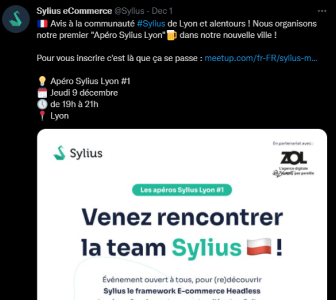 Sylius eCommerce @Sylius · Dec 1
🇫🇷 Avis à la communauté #Sylius de Lyon et alentours ! Nous organisons
notre premier "Apéro Sylius Lyon"🍺 dans notre nouvelle ville !
Pour vous inscrire c'est là que ça se passe : meetup.com/fr-FR/sylius-m...
💡 Apéro Sylius Lyon #1
📅 Jeudi 9 décembre
🕖 de 19h à 21h
📍 Lyon
En partenariat avec :
Sylius
ZOL
L'agence digitale
pas pareille
Les apéros Sylius Lyon #1
Venez rencontrer
la team Sylius 🇵🇱 !
Événement ouvert à tous, pour (re)découvrir
Sylius le framework E-commerce Headless